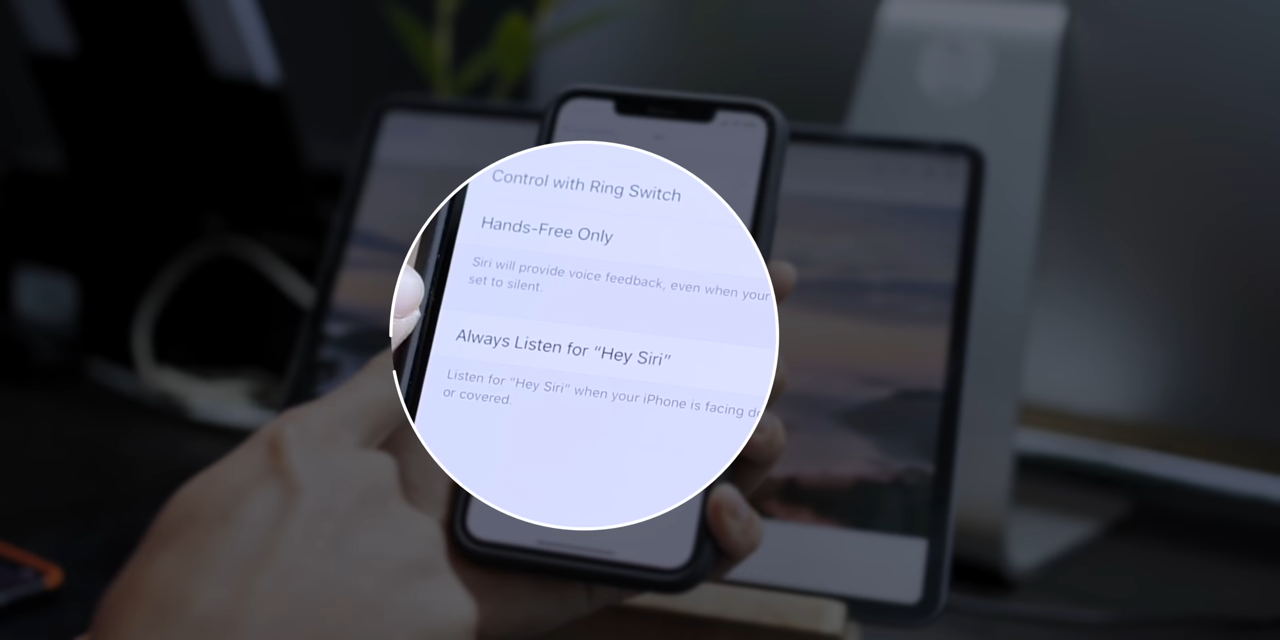 Control with Ring Switch
Hands-Free Only
Siri will provide voice feedback, even when your
set to silent.
Always Listen for “Hey Siri”
Listen for “Hey Siri” when your iPhone is facing
or covered.